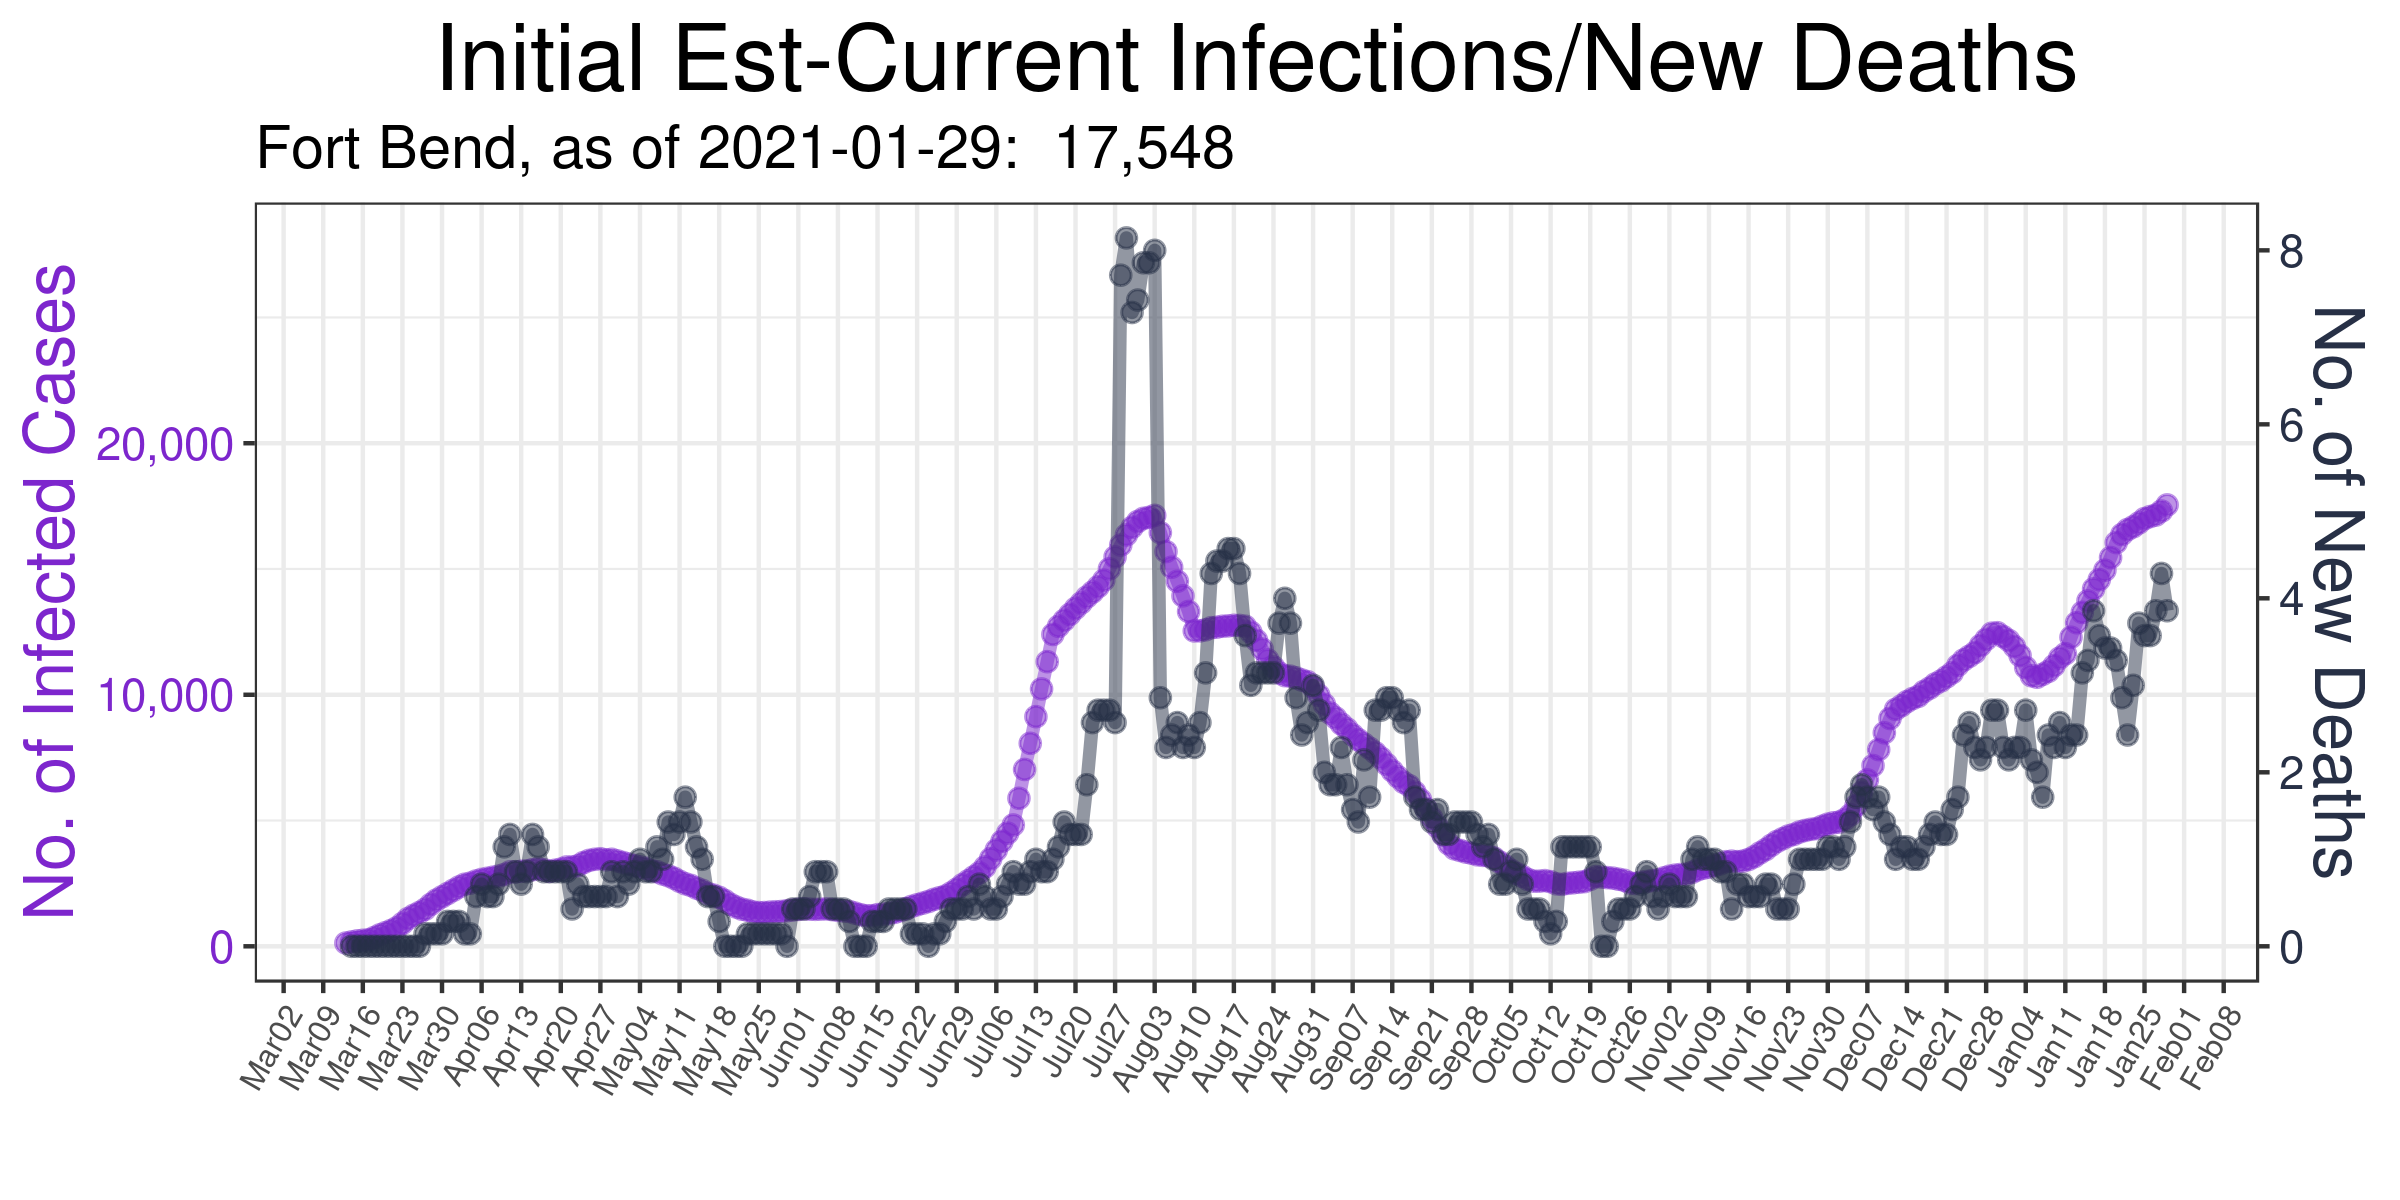 Initial Est-Current Infections/New Deaths
Fort Bend, as of 2021-01-29: 17,548
No. of Infected Cases
20,000
10,000
0
No. of New Deaths
8
6
4
2
0
Mar02 Mar09 Mar16 Mar23 Mar30 Apr06 Apr13 Apr20 Apr27 May04 May11 May18 May25 Jun01 Jun08 Jun15 Jun22 Jun29 Jul06 Jul13 Jul20 Jul27 Aug03 Aug10 Aug17 Aug24 Aug31 Sep07 Sep14 Sep21 Sep28 Oct05 Oct12 Oct19 Oct26 Nov02 Nov09 Nov16 Nov23 Nov30 Dec07 Dec14 Dec21 Dec28 Jan04 Jan11 Jan18 Jan25 Feb01 Feb08